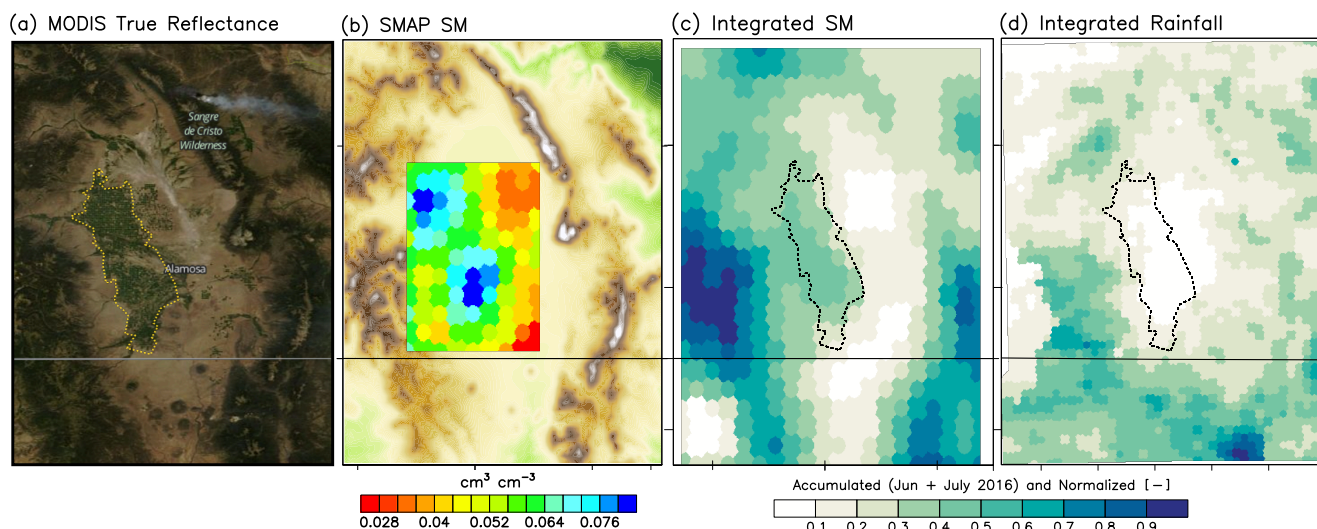 (a) MODIS True Reflectance
(b) SMAP SM
(c) Integrated SM
(d) Integrated Rainfall
Sangre
de Cristo
Wilderness
Alamosa
cm³ cm⁻³
0.028 0.04 0.052 0.064 0.076
Accumulated (Jun + July 2016) and Normalized [−]
0.1 0.2 0.3 0.4 0.5 0.6 0.7 0.8 0.9